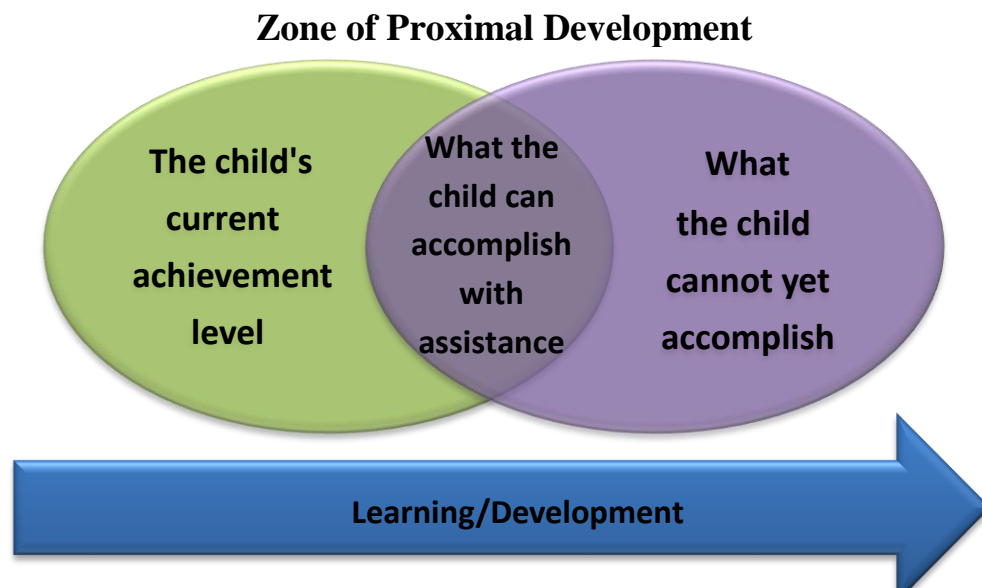 Zone of Proximal Development
The child's
current
achievement
level
What the
child can
accomplish
with
assistance
What
the child
cannot yet
accomplish
Learning/Development